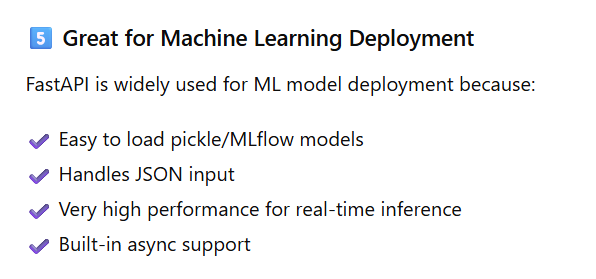 5 Great for Machine Learning Deployment
FastAPI is widely used for ML model deployment because:
✔ Easy to load pickle/MLflow models
✔ Handles JSON input
✔ Very high performance for real-time inference
✔ Built-in async support